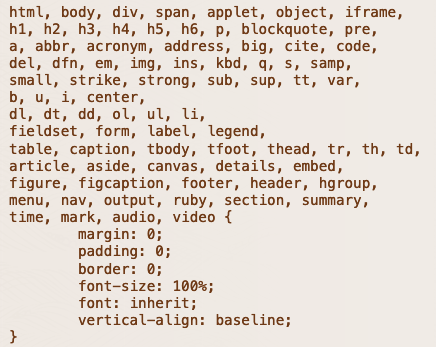 html, body, div, span, applet, object, iframe,
h1, h2, h3, h4, h5, h6, p, blockquote, pre,
a, abbr, acronym, address, big, cite, code,
del, dfn, em, img, ins, kbd, q, s, samp,
small, strike, strong, sub, sup, tt, var,
b, u, i, center,
dl, dt, dd, ol, ul, li,
fieldset, form, label, legend,
table, caption, tbody, tfoot, thead, tr, th, td,
article, aside, canvas, details, embed,
figure, figcaption, footer, header, hgroup,
menu, nav, output, ruby, section, summary,
time, mark, audio, video {
	margin: 0;
	padding: 0;
	border: 0;
	font-size: 100%;
	font: inherit;
	vertical-align: baseline;
}